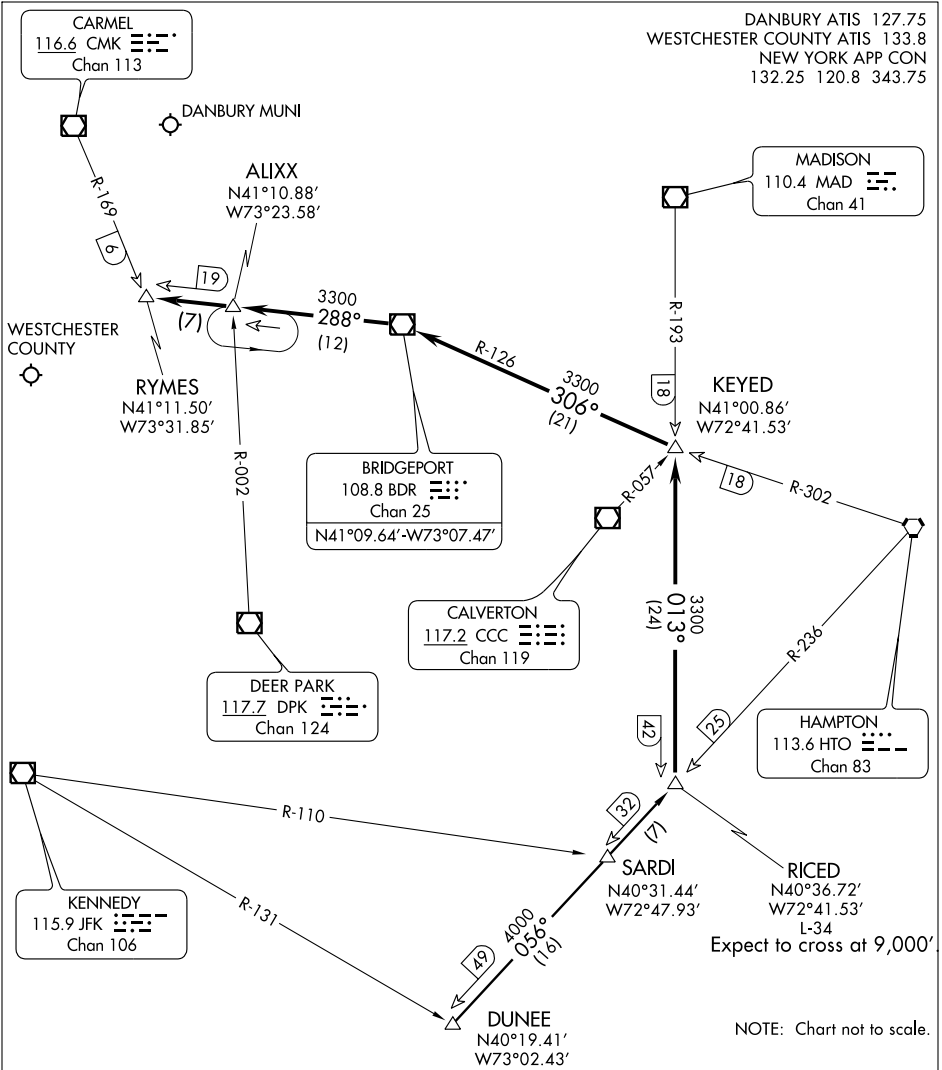 CARMEL
116.6 CMK
Chan 113
DANBURY ATIS 127.75
WESTCHESTER COUNTY ATIS 133.8
NEW YORK APP CON
132.25 120.8 343.75
DANBURY MUNI
ALIXX
N41°10.88'
W73°23.58'
MADISON
110.4 MAD
Chan 41
R-169
6
19
(7)
3300
288°
(12)
WESTCHESTER
COUNTY
RYMES
N41°11.50'
W73°31.85'
R-126
3300
306°
(21)
R-193
18
KEYED
N41°00.86'
W72°41.53'
R-002
BRIDGEPORT
108.8 BDR
Chan 25
N41°09.64'-W73°07.47'
R-057
18
R-302
CALVERTON
117.2 CCC
Chan 119
3300
013°
(24)
R-236
DEER PARK
117.7 DPK
Chan 124
42
25
HAMPTON
113.6 HTO
Chan 83
R-110
32
(7)
SARDI
N40°31.44'
W72°47.93'
RICED
N40°36.72'
W72°41.53'
L-34
Expect to cross at 9,000'.
KENNEDY
115.9 JFK
Chan 106
R-131
4000
056°
(16)
49
DUNEE
N40°19.41'
W73°02.43'
NOTE: Chart not to scale.